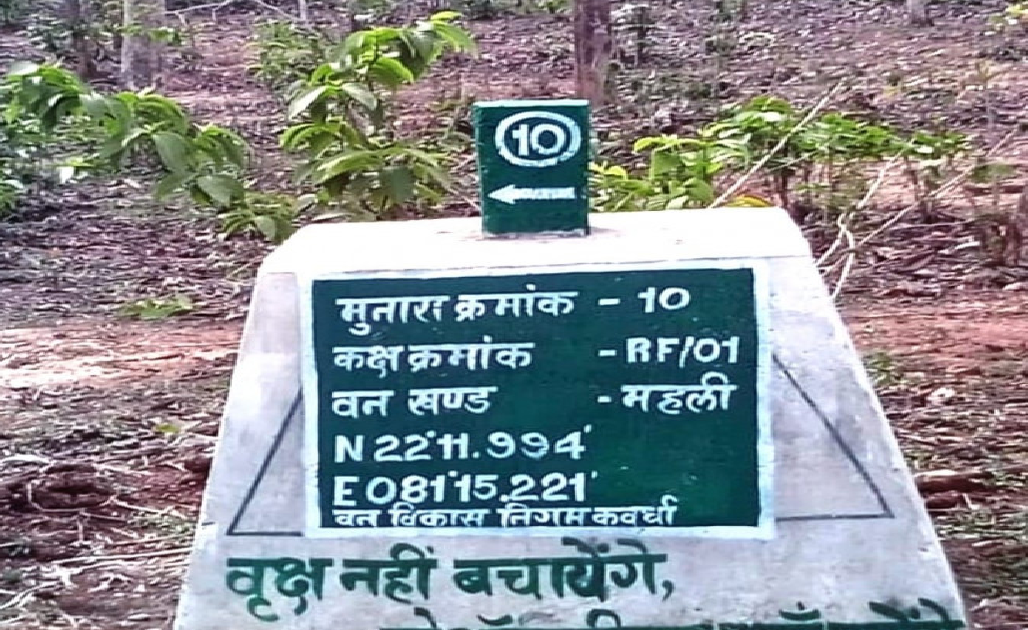 10
मुनारा क्रमांक - 10
कक्ष क्रमांक - RF/01
वन खण्ड - महली
N 22°11.994'
E 081°15.221'
वन विकास निगम कवर्धा
वृक्ष नहीं बचायेंगे,